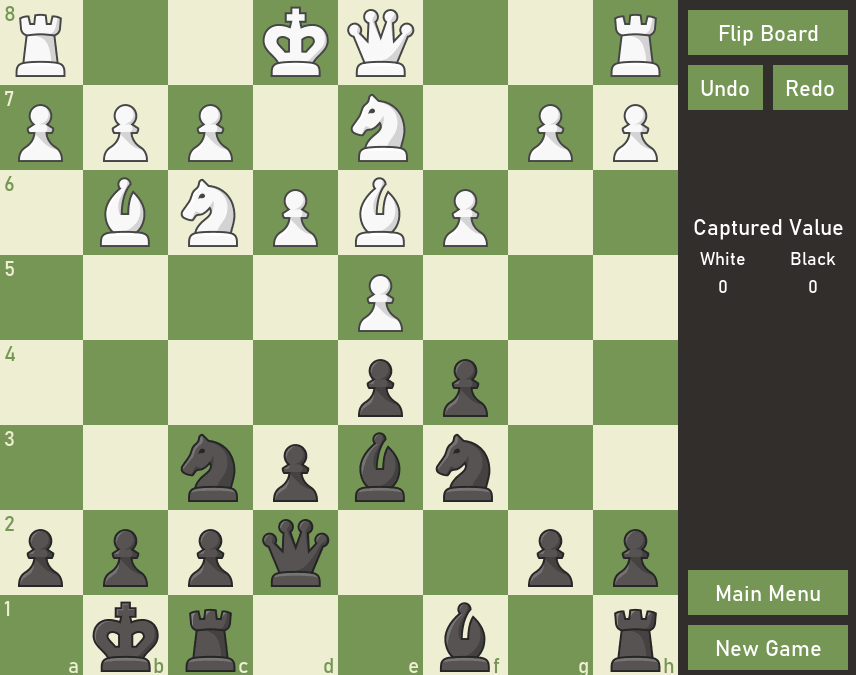 8
7
6
5
4
3
2
1
a b c d e f g h
Flip Board
Undo Redo
Captured Value
White Black
0 0
Main Menu
New Game